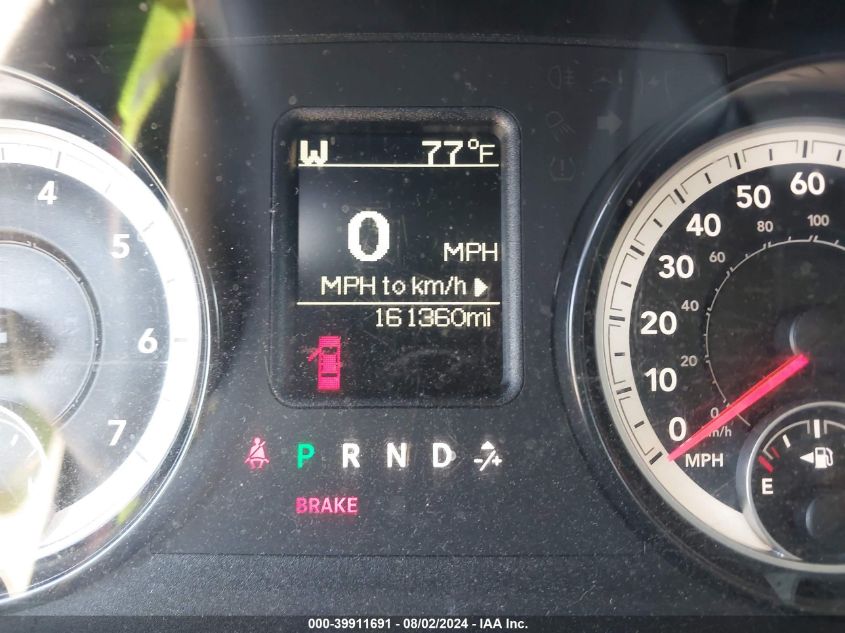 W 77°F
0 MPH
MPH to km/h
161360mi
4
5
6
7
P R N D -/+
BRAKE
0 10 20 30 40 50 60
0 20 40 60 80 100
km/h
MPH
E
000-39911691 - 08/02/2024 - IAA Inc.